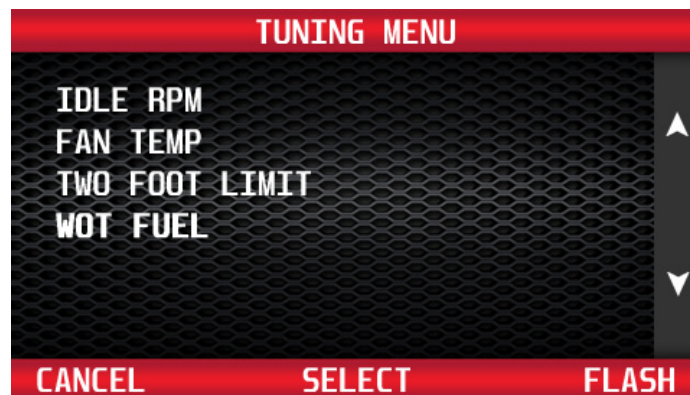 TUNING MENU
IDLE RPM
FAN TEMP
TWO FOOT LIMIT
WOT FUEL
CANCEL SELECT FLASH